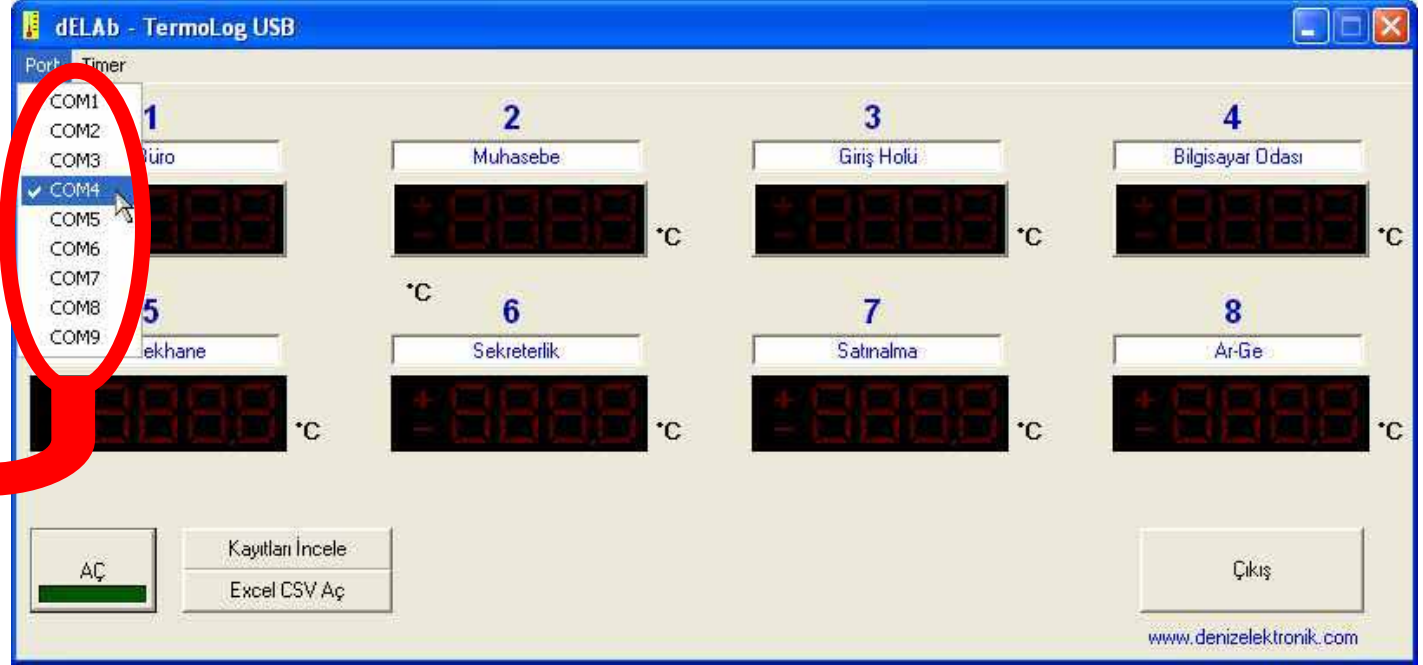 dELAb - TermoLog USB
Port Timer
COM1
COM2
COM3
COM4
COM5
COM6
COM7
COM8
COM9
1 2 3 4
Büro Muhasebe Giriş Holü Bilgisayar Odası
°C °C °C
°C
5 6 7 8
ekhane Sekreterlik Satınalma Ar-Ge
°C °C °C °C
AÇ
Kayıtları İncele
Excel CSV Aç
Çıkış
www.denizelektronik.com